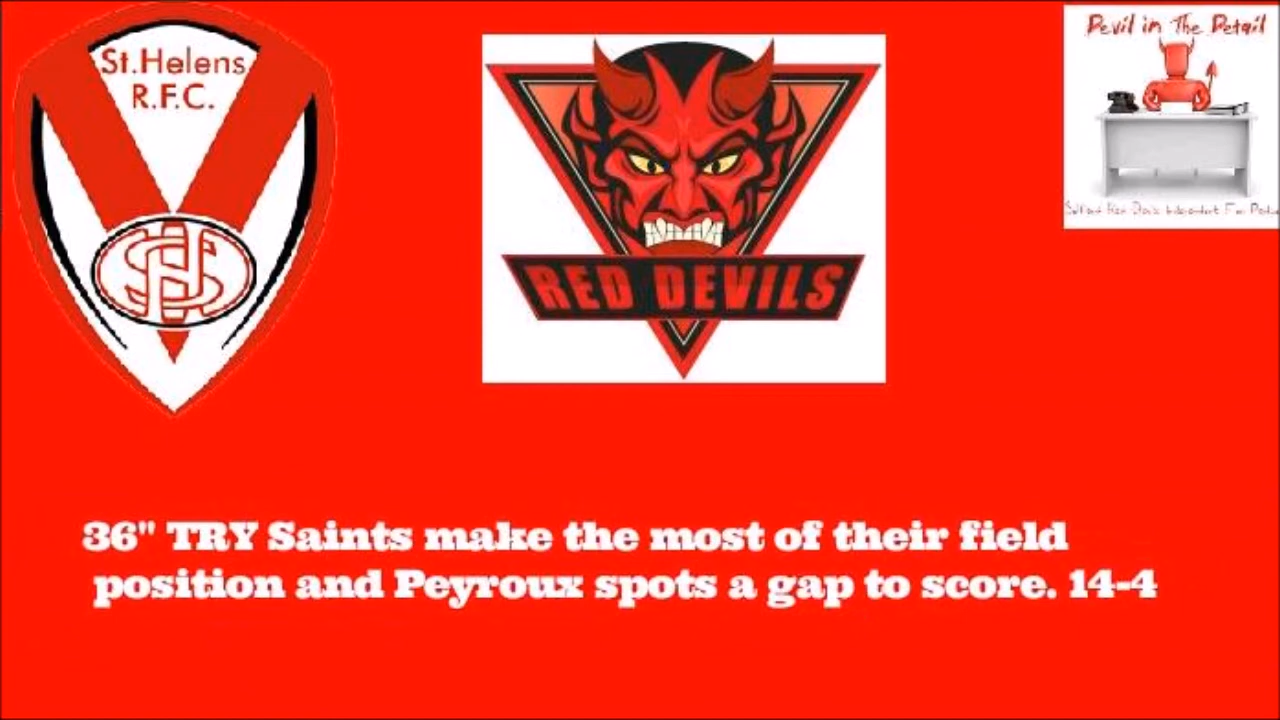 St.Helens
R.F.C.
Devil in The Detail
RED DEVILS
36" TRY Saints make the most of their field
position and Peyroux spots a gap to score. 14-4